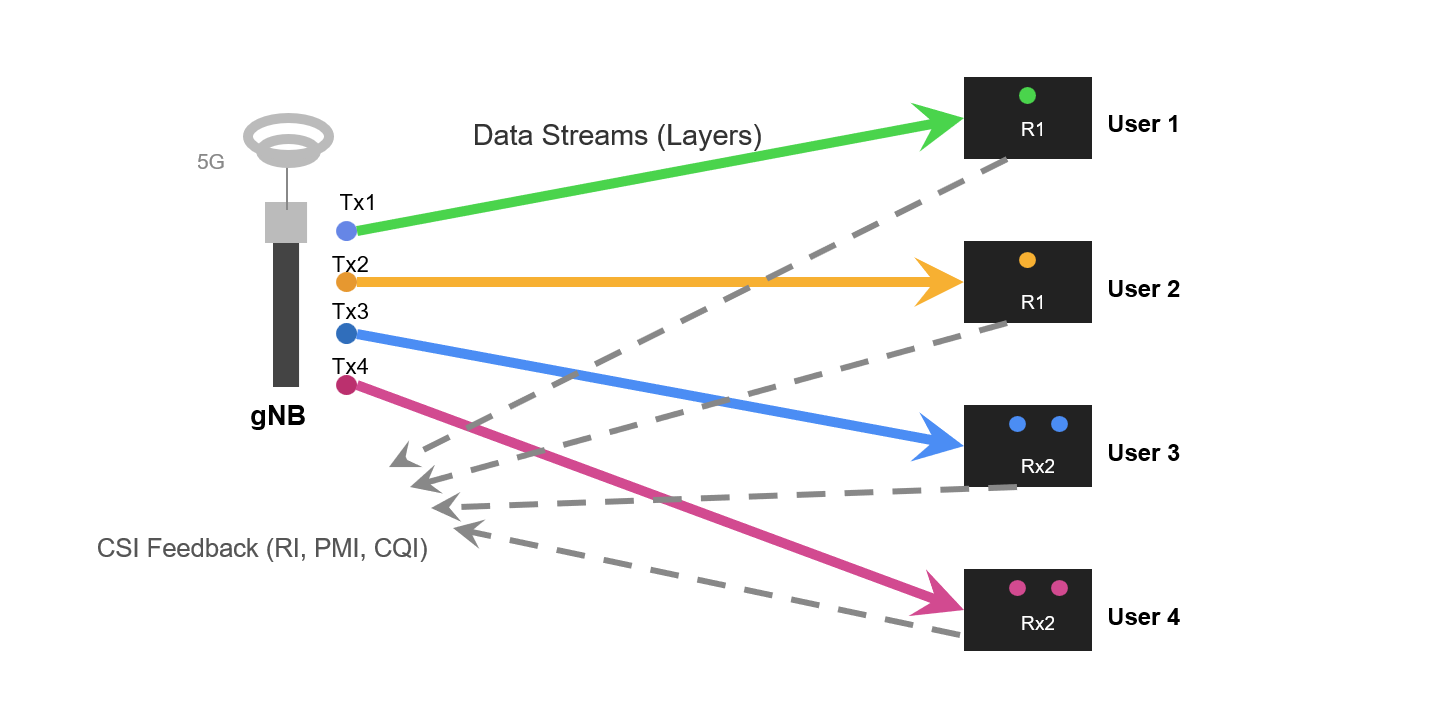 Data Streams (Layers)
5G
Tx1
Tx2
Tx3
Tx4
gNB
R1
User 1
R1
User 2
Rx2
User 3
Rx2
User 4
CSI Feedback (RI, PMI, CQI)